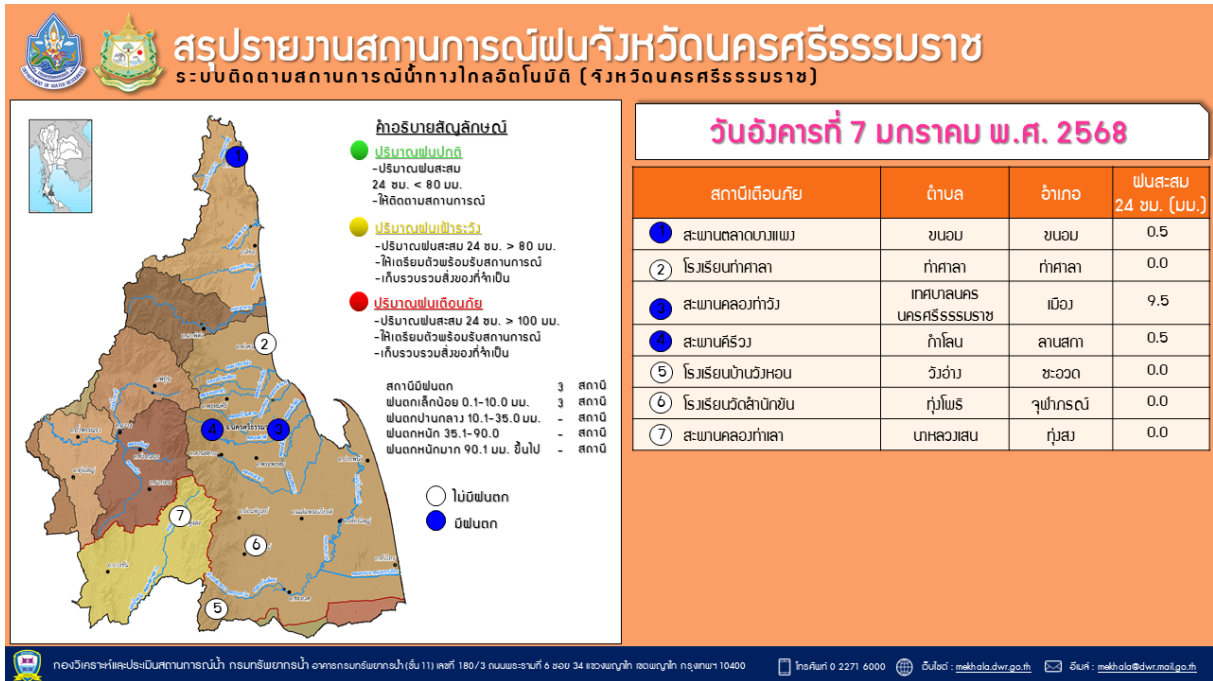 สรุปรายงานสถานการณ์ฝนจังหวัดนครศรีธรรมราช
ระบบติดตามสถานการณ์น้ำทางไกลอัตโนมัติ (จังหวัดนครศรีธรรมราช)
คำอธิบายสัญลักษณ์
ปริมาณฝนปกติ
-ปริมาณฝนสะสม
24 ชม. < 80 มม.
-ให้ติดตามสถานการณ์
ปริมาณฝนเฝ้าระวัง
-ปริมาณฝนสะสม 24 ชม. > 80 มม.
-ให้เตรียมตัวพร้อมรับสถานการณ์
-เก็บรวบรวมสิ่งของที่จำเป็น
ปริมาณฝนเตือนภัย
-ปริมาณฝนสะสม 24 ชม. > 100 มม.
-ให้เตรียมตัวพร้อมรับสถานการณ์
-เก็บรวบรวมสิ่งของที่จำเป็น
สถานีมีฝนตก 3 สถานี
ฝนตกเล็กน้อย 0.1-10.0 มม. 3 สถานี
ฝนตกปานกลาง 10.1-35.0 มม. - สถานี
ฝนตกหนัก 35.1-90.0 - สถานี
ฝนตกหนักมาก 90.1 มม. ขึ้นไป - สถานี
ไม่มีฝนตก
มีฝนตก
1
2
4
3
7
6
5
วันอังคารที่ 7 มกราคม พ.ศ. 2568
สถานีเตือนภัย ตำบล อำเภอ ฝนสะสม
24 ชม. (มม.)
1 สะพานตลาดบางแพง ขนอม ขนอม 0.5
2 โรงเรียนท่าศาลา ท่าศาลา ท่าศาลา 0.0
3 สะพานคลองท่าวัง เทศบาลนคร
นครศรีธรรมราช เมือง 9.5
4 สะพานคีรีวง กำโลน ลานสกา 0.5
5 โรงเรียนบ้านวังหอน วังอ่าง ชะอวด 0.0
6 โรงเรียนวัดสำนักขัน ทุ่งโพธิ จุฬาภรณ์ 0.0
7 สะพานคลองท่าเลา นาหลวงเสน ทุ่งสง 0.0
กองวิเคราะห์และประเมินสถานการณ์น้ำ กรมทรัพยากรน้ำ อาคารกรมทรัพยากรน้ำ (ชั้น 11) เลขที่ 180/3 ถนนพระรามที่ 6 ซอย 34 แขวงพญาไท เขตพญาไท กรุงเทพฯ 10400 โทรศัพท์ 0 2271 6000 เว็บไซต์ : mekhala.dwr.go.th อีเมล์ : mekhala@dwr.mail.go.th